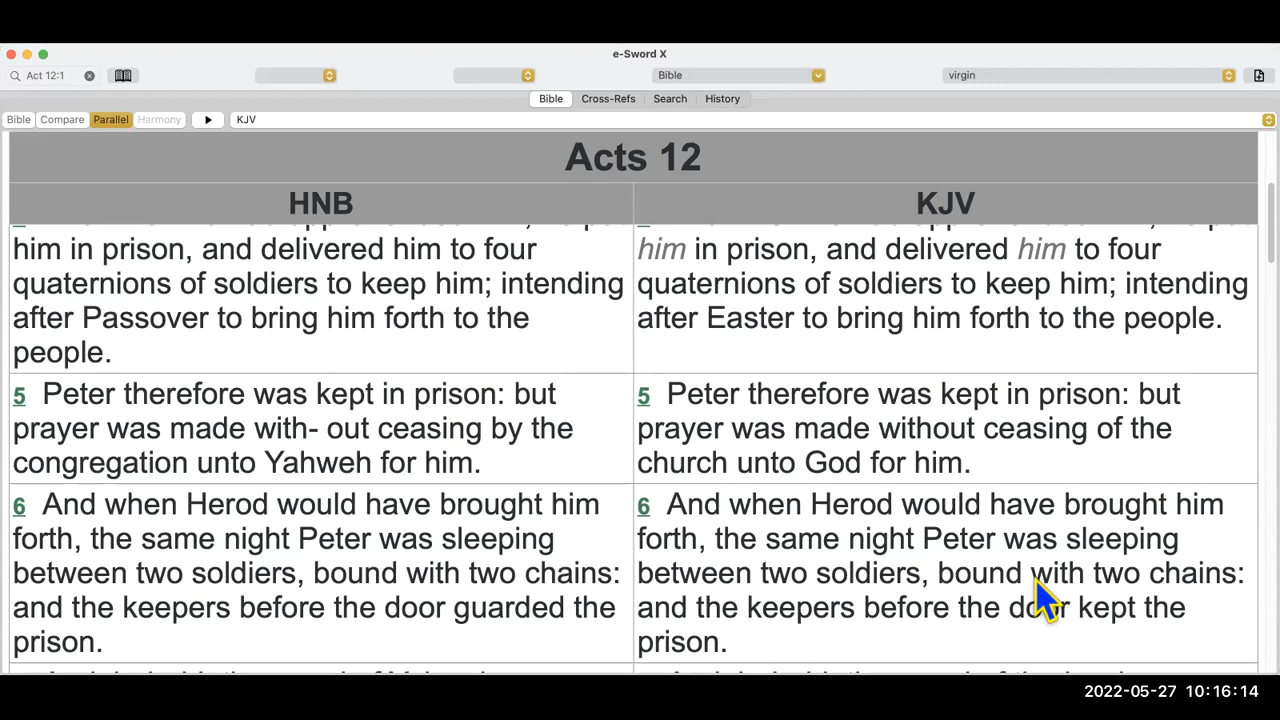 e-Sword X
Act 12:1
Bible
virgin
Bible Cross-Refs Search History
Bible Compare Parallel Harmony KJV
Acts 12
HNB
him in prison, and delivered him to four
quaternions of soldiers to keep him; intending
after Passover to bring him forth to the
people.
5 Peter therefore was kept in prison: but
prayer was made with- out ceasing by the
congregation unto Yahweh for him.
6 And when Herod would have brought him
forth, the same night Peter was sleeping
between two soldiers, bound with two chains:
and the keepers before the door guarded the
prison.
KJV
him in prison, and delivered him to four
quaternions of soldiers to keep him; intending
after Easter to bring him forth to the people.
5 Peter therefore was kept in prison: but
prayer was made without ceasing of the
church unto God for him.
6 And when Herod would have brought him
forth, the same night Peter was sleeping
between two soldiers, bound with two chains:
and the keepers before the door kept the
prison.
2022-05-27 10:16:14